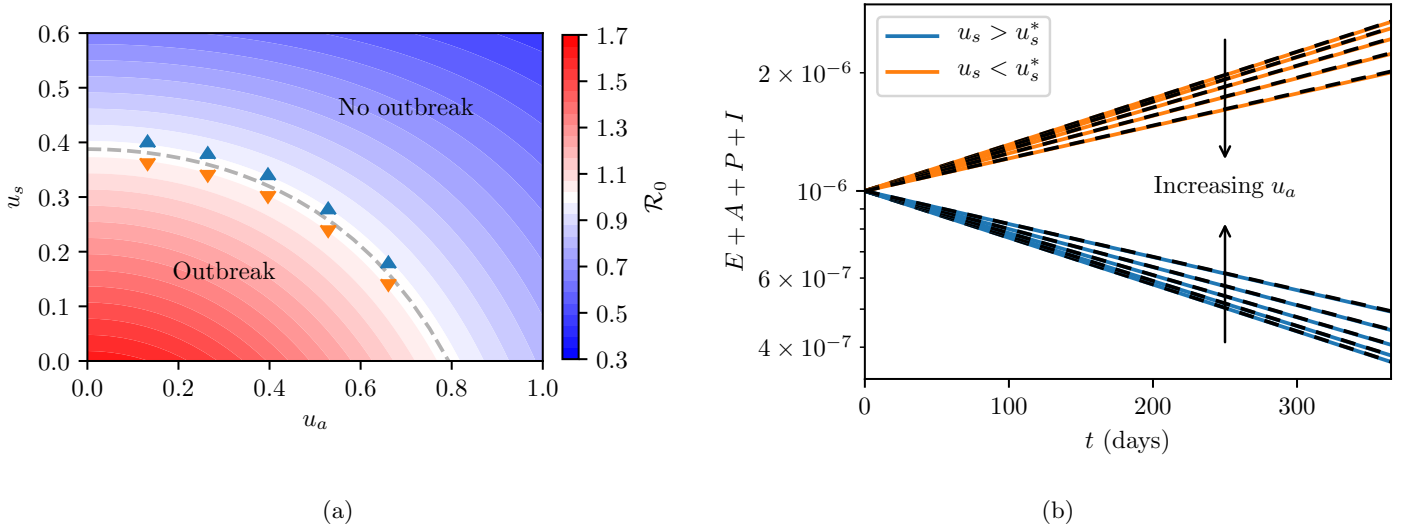 0.6
0.5
0.4
0.3
0.2
0.1
0.0
u_s
0.0 0.2 0.4 0.6 0.8 1.0
u_a
No outbreak
Outbreak
1.7
1.5
1.3
1.1
0.9
0.7
0.5
0.3
ℛ₀
(a)
u_s > u_s^*
u_s < u_s^*
2 × 10⁻⁶
10⁻⁶
6 × 10⁻⁷
4 × 10⁻⁷
E + A + P + I
Increasing u_a
0 100 200 300
t (days)
(b)